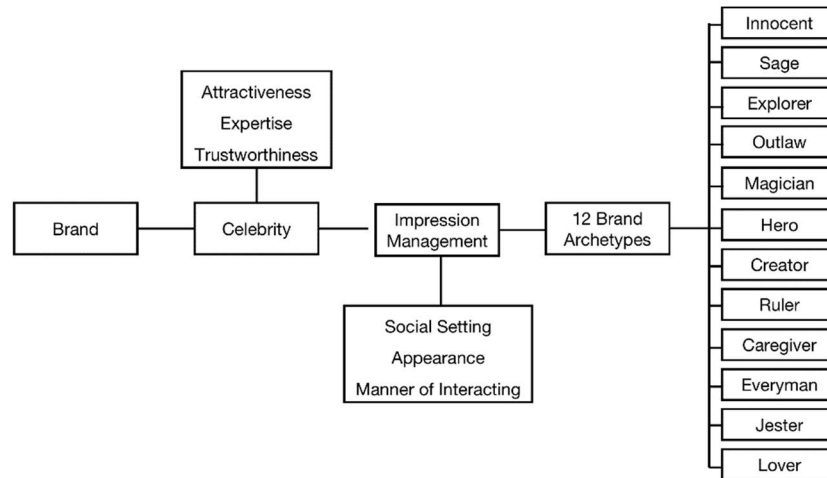 Attractiveness
Expertise
Trustworthiness
Brand
Celebrity
Impression
Management
12 Brand
Archetypes
Social Setting
Appearance
Manner of Interacting
Innocent
Sage
Explorer
Outlaw
Magician
Hero
Creator
Ruler
Caregiver
Everyman
Jester
Lover